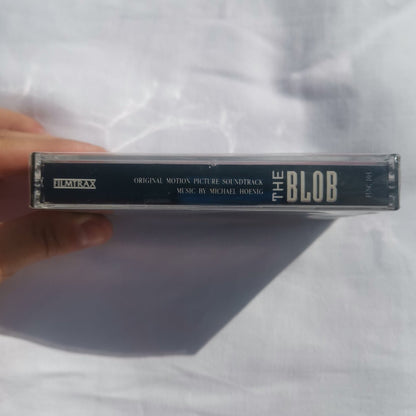 FILMTRAX
ORIGINAL MOTION PICTURE SOUNDTRACK
MUSIC BY MICHAEL HOENIG
THE BLOB